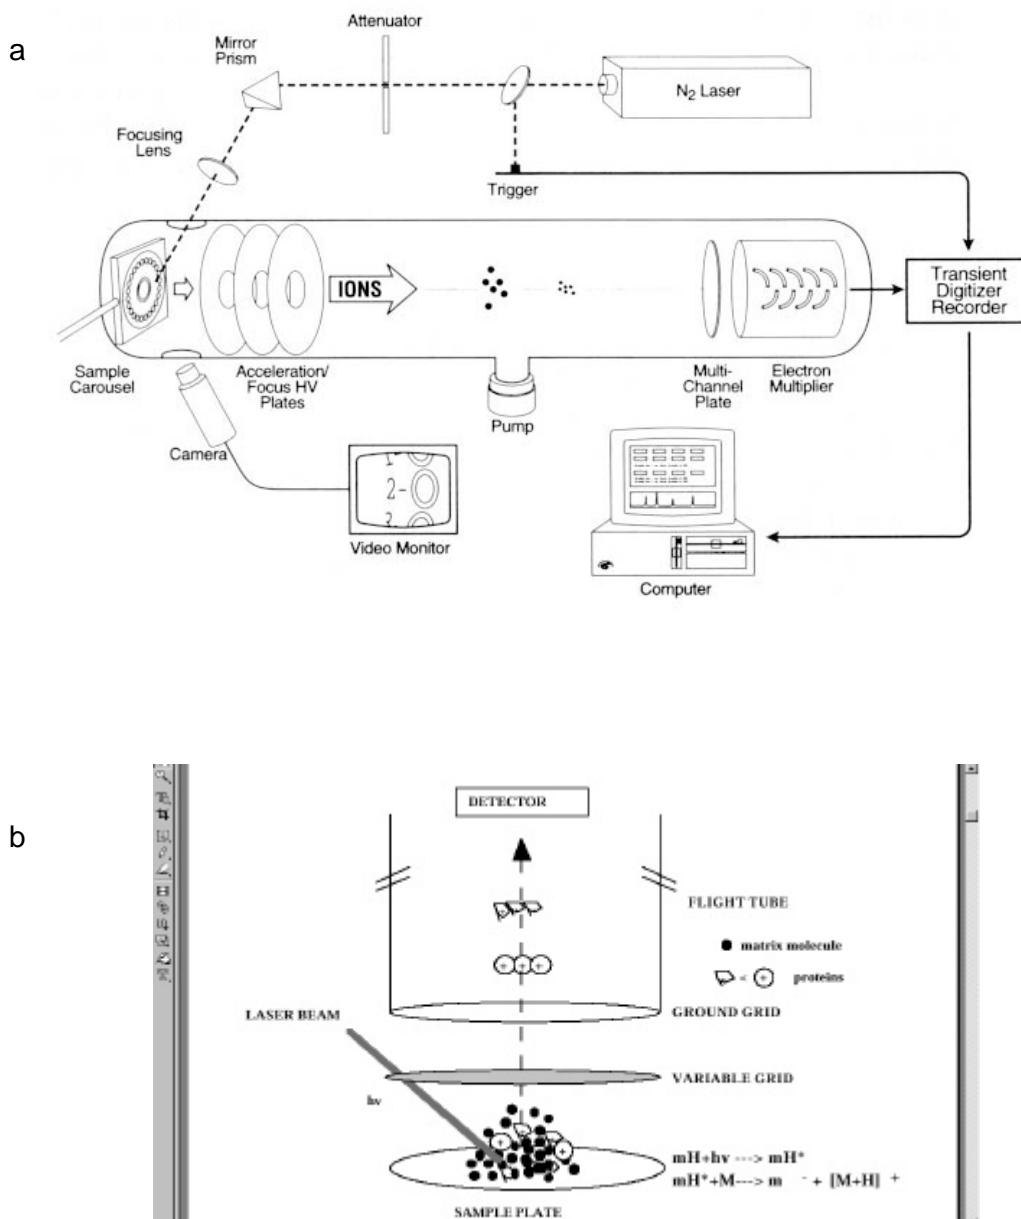 a
Attenuator
Mirror
Prism
N2 Laser
Focusing
Lens
Trigger
IONS
Transient
Digitizer
Recorder
Sample
Carousel
Acceleration/
Focus HV
Plates
Pump
Multi-
Channel
Plate
Electron
Multiplier
Camera
2-
Video Monitor
Computer
b
DETECTOR
FLIGHT TUBE
matrix molecule
< + proteins
+ + +
GROUND GRID
LASER BEAM
VARIABLE GRID
hv
+ +
mH+hv ---> mH*
mH*+M---> m - + [M+H] +
SAMPLE PLATE